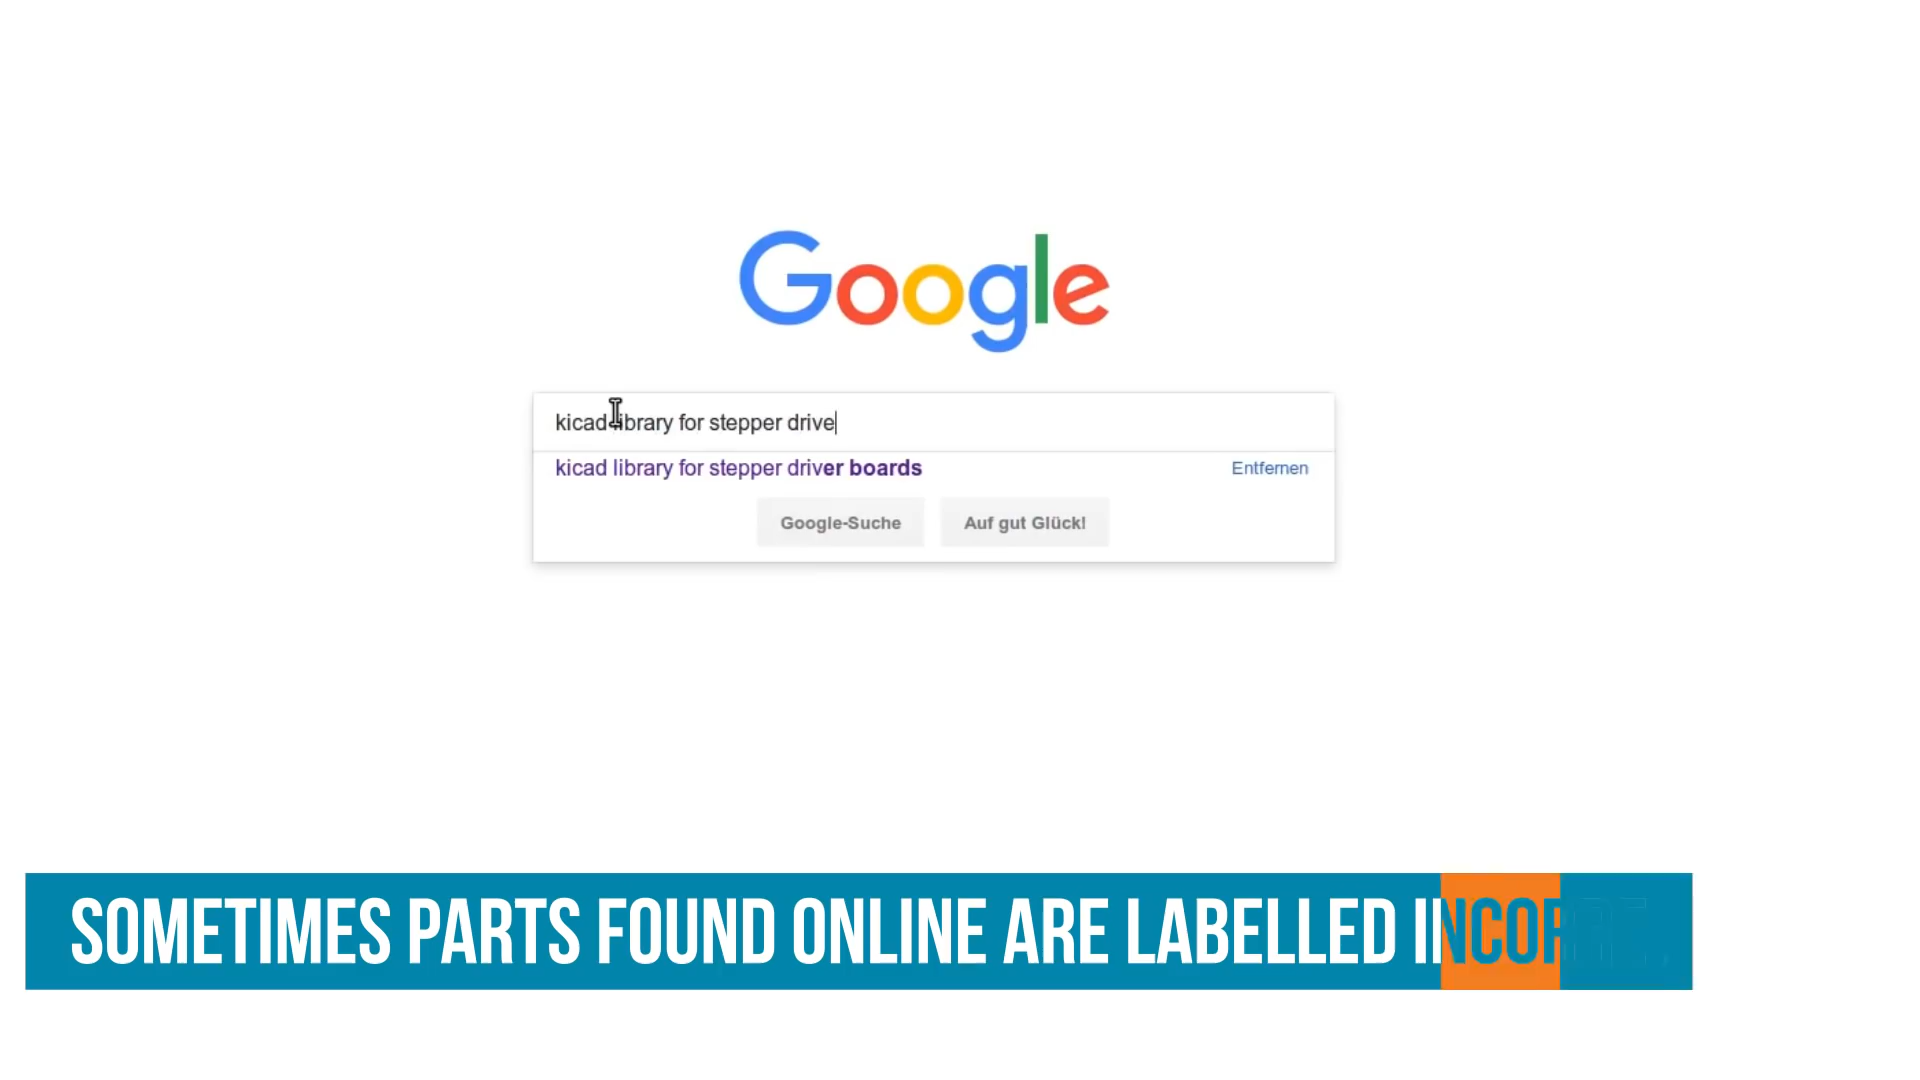 Google
kicad library for stepper drive
kicad library for stepper driver boards
Entfernen
Google-Suche
Auf gut Glück!
SOMETIMES PARTS FOUND ONLINE ARE LABELLED